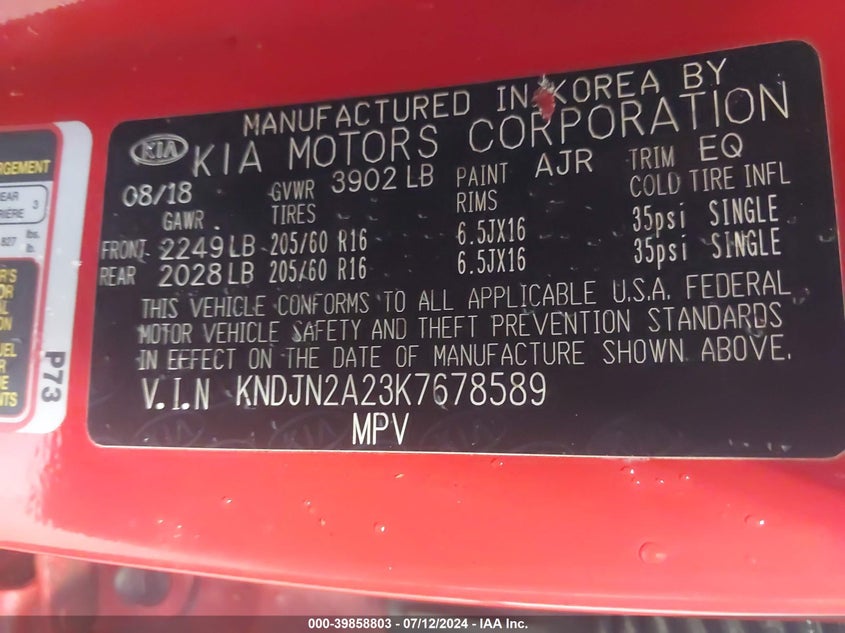 MANUFACTURED IN KOREA BY
KIA KIA MOTORS CORPORATION
08/18 GVWR 3902 LB PAINT AJR TRIM EQ
GAWR TIRES RIMS COLD TIRE INFL
FRONT 2249 LB 205/60 R16 6.5JX16 35psi SINGLE
REAR 2028 LB 205/60 R16 6.5JX16 35psi SINGLE
THIS VEHICLE CONFORMS TO ALL APPLICABLE U.S.A. FEDERAL
MOTOR VEHICLE SAFETY AND THEFT PREVENTION STANDARDS
IN EFFECT ON THE DATE OF MANUFACTURE SHOWN ABOVE.
V.I.N KNDJN2A23K7678589
MPV
P73
000-39858803 - 07/12/2024 - IAA Inc.